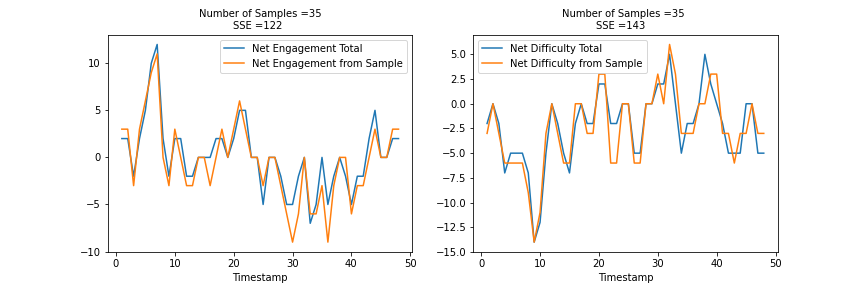 Number of Samples =35
SSE =122
Net Engagement Total
Net Engagement from Sample
10
5
0
−5
−10
0
10
20
30
40
50
Timestamp
Number of Samples =35
SSE =143
Net Difficulty Total
Net Difficulty from Sample
5.0
2.5
0.0
−2.5
−5.0
−7.5
−10.0
−12.5
−15.0
0
10
20
30
40
50
Timestamp